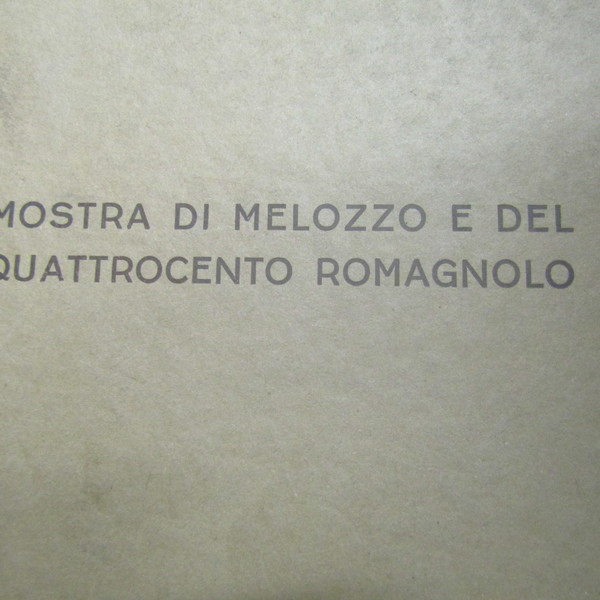 MOSTRA DI MELOZZO E DEL
QUATTROCENTO ROMAGNOLO